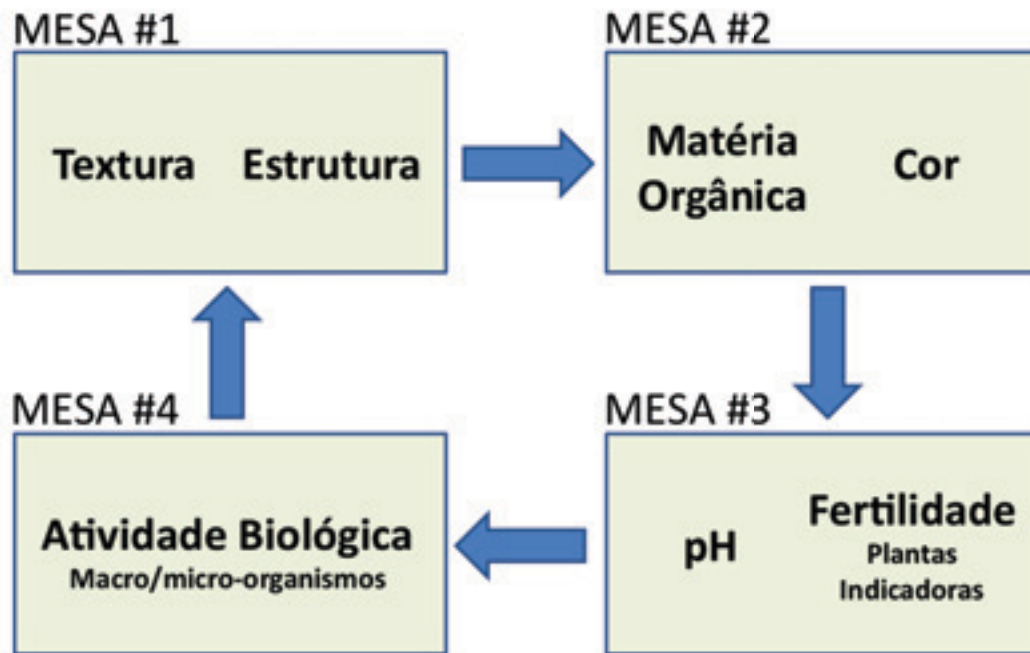 MESA #1
Textura Estrutura
MESA #2
Matéria
Orgânica
Cor
MESA #3
pH
Fertilidade
Plantas
Indicadoras
MESA #4
Atividade Biológica
Macro/micro-organismos